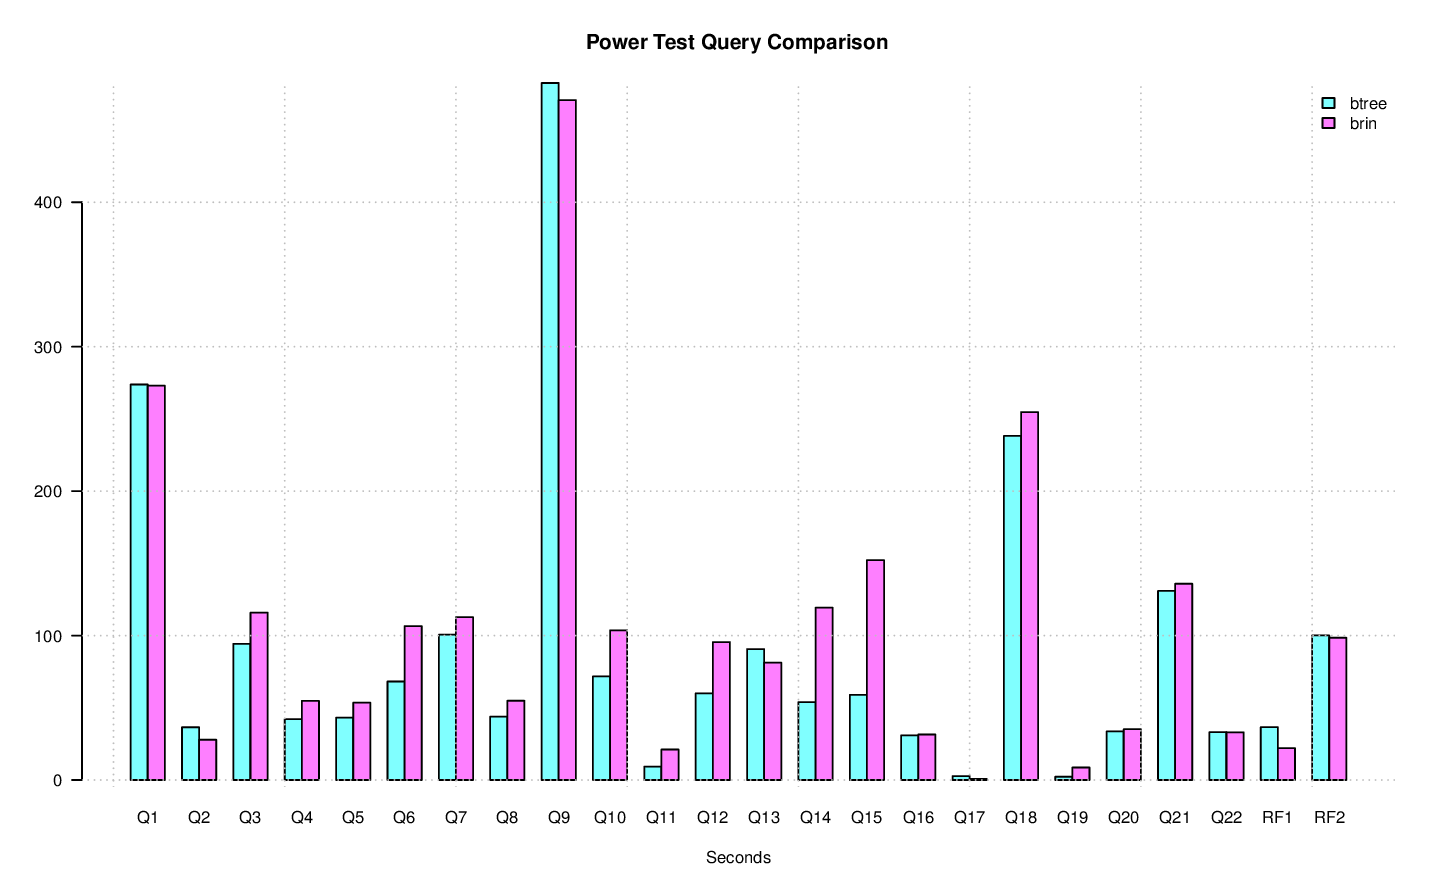 Power Test Query Comparison
btree
brin
400
300
200
100
0
Q1 Q2 Q3 Q4 Q5 Q6 Q7 Q8 Q9 Q10 Q11 Q12 Q13 Q14 Q15 Q16 Q17 Q18 Q19 Q20 Q21 Q22 RF1 RF2
Seconds